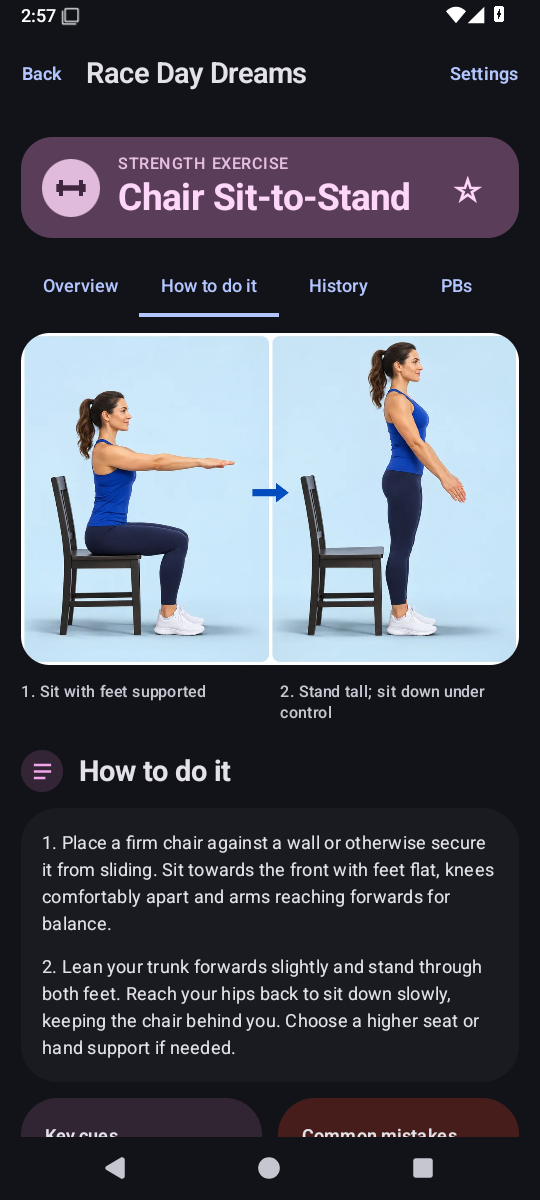 2:57
Back
Race Day Dreams
Settings
STRENGTH EXERCISE
Chair Sit-to-Stand
Overview
How to do it
History
PBs
1. Sit with feet supported
2. Stand tall; sit down under
control
How to do it
1. Place a firm chair against a wall or otherwise secure
it from sliding. Sit towards the front with feet flat, knees
comfortably apart and arms reaching forwards for
balance.
2. Lean your trunk forwards slightly and stand through
both feet. Reach your hips back to sit down slowly,
keeping the chair behind you. Choose a higher seat or
hand support if needed.
Key cues
Common mistakes